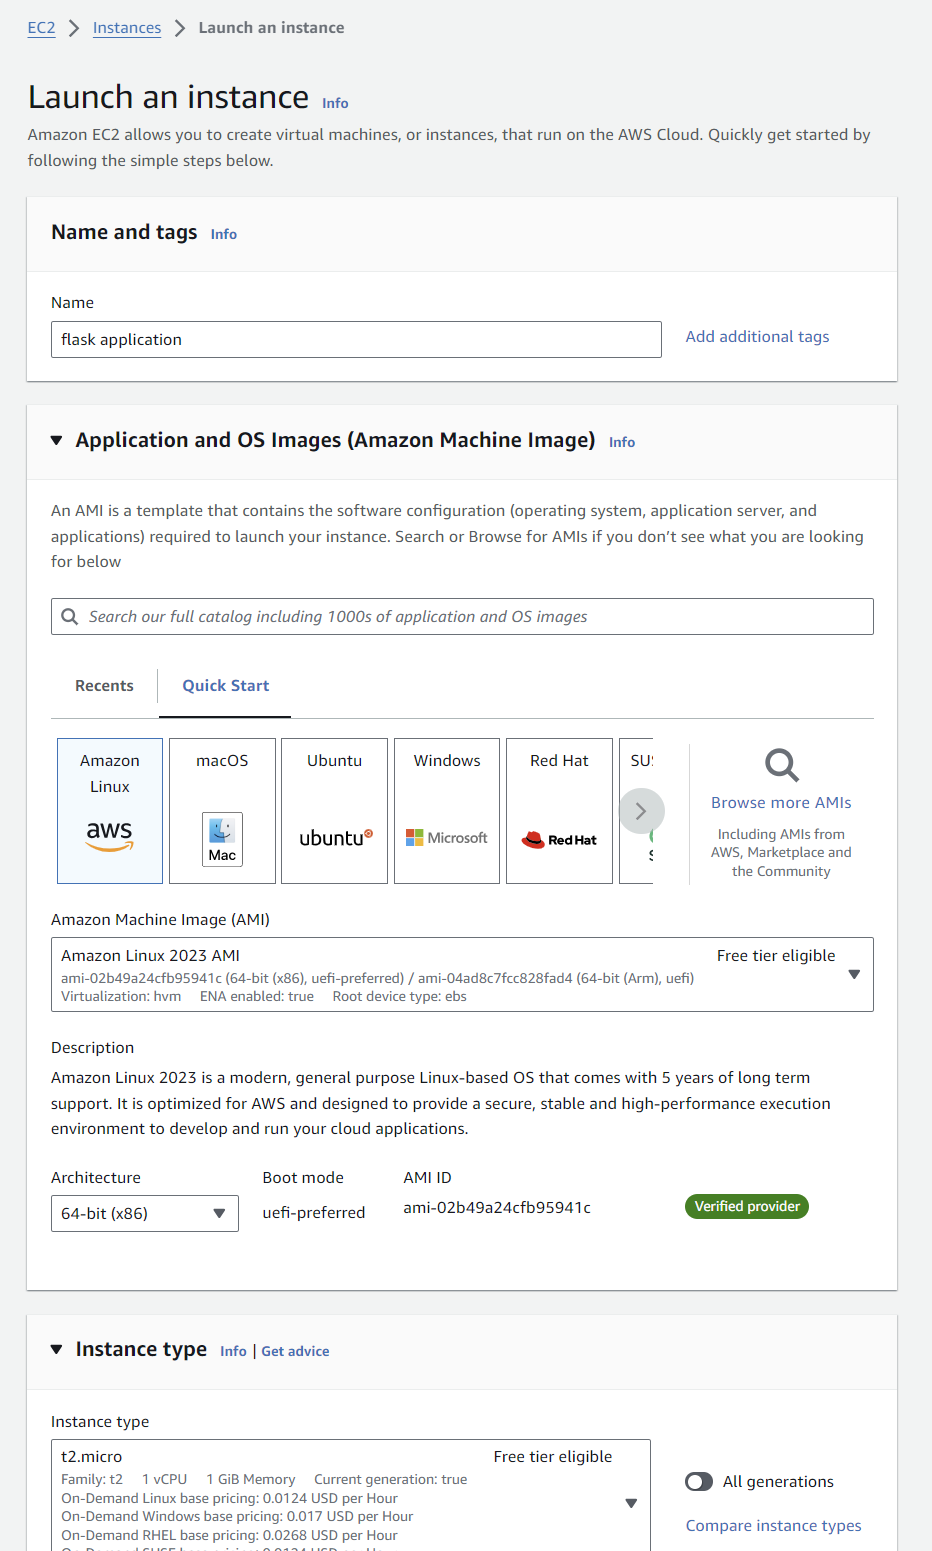 EC2 > Instances > Launch an instance
Launch an instance Info
Amazon EC2 allows you to create virtual machines, or instances, that run on the AWS Cloud. Quickly get started by
following the simple steps below.
Name and tags Info
Name
flask application
Add additional tags
Application and OS Images (Amazon Machine Image) Info
An AMI is a template that contains the software configuration (operating system, application server, and
applications) required to launch your instance. Search or Browse for AMIs if you don’t see what you are looking
for below
Search our full catalog including 1000s of application and OS images
Recents
Quick Start
Amazon
Linux
aws
macOS
Mac
Ubuntu
ubuntu
Windows
Microsoft
Red Hat
RedHat
Browse more AMIs
Including AMIs from
AWS, Marketplace and
the Community
Amazon Machine Image (AMI)
Amazon Linux 2023 AMI Free tier eligible
ami-02b49a24cfb95941c (64-bit (x86), uefi-preferred) / ami-04ad8c7fcc828fad4 (64-bit (Arm), uefi)
Virtualization: hvm ENA enabled: true Root device type: ebs
Description
Amazon Linux 2023 is a modern, general purpose Linux-based OS that comes with 5 years of long term
support. It is optimized for AWS and designed to provide a secure, stable and high-performance execution
environment to develop and run your cloud applications.
Architecture
64-bit (x86)
Boot mode
uefi-preferred
AMI ID
ami-02b49a24cfb95941c
Verified provider
Instance type Info | Get advice
Instance type
t2.micro Free tier eligible
Family: t2 1 vCPU 1 GiB Memory Current generation: true
On-Demand Linux base pricing: 0.0124 USD per Hour
On-Demand Windows base pricing: 0.017 USD per Hour
On-Demand RHEL base pricing: 0.0268 USD per Hour
All generations
Compare instance types